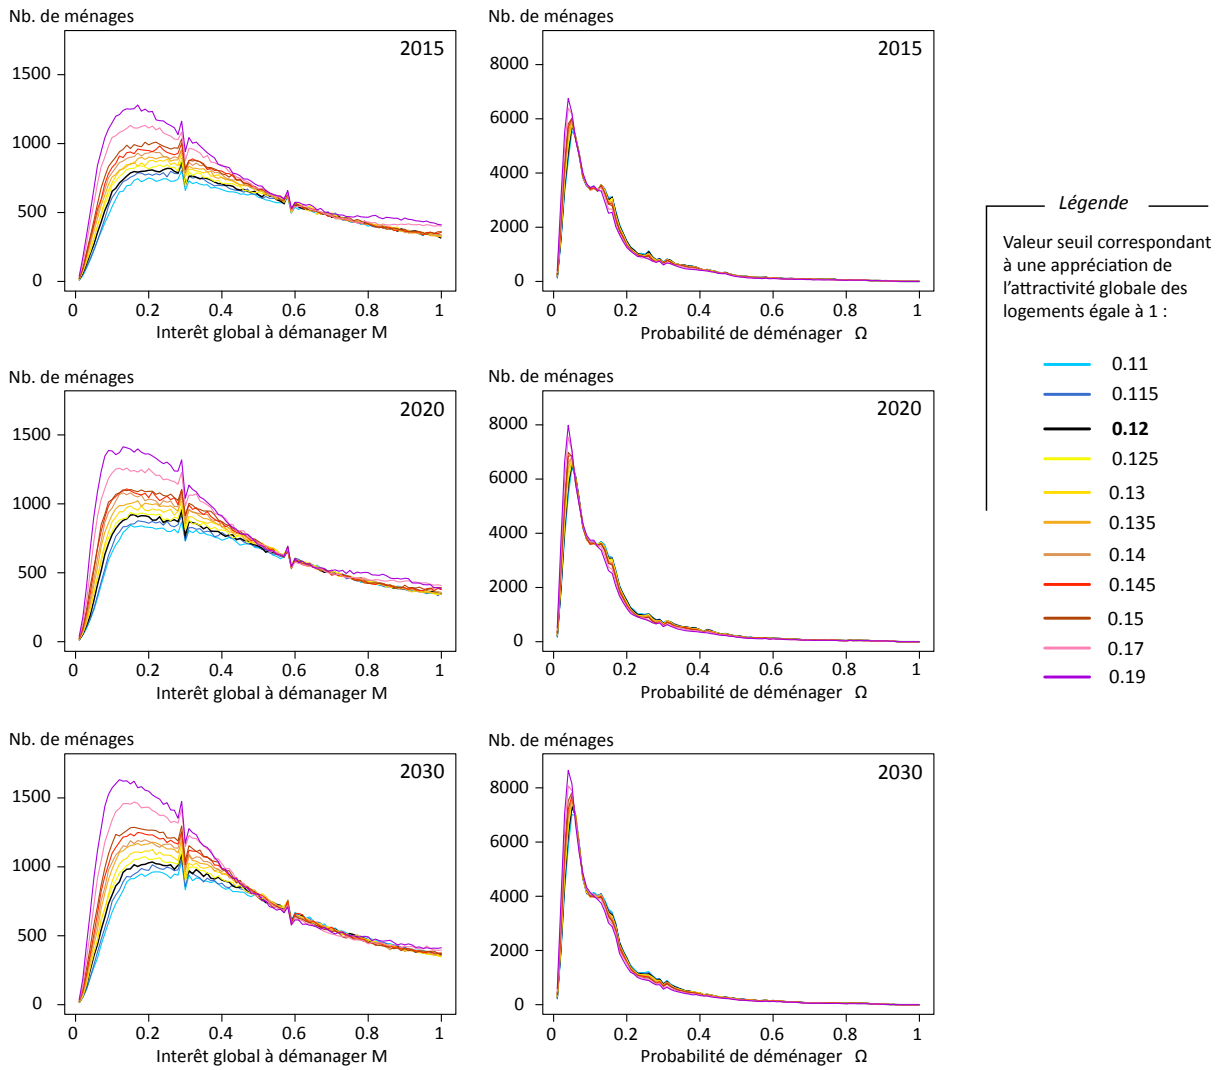 Nb. de ménages
2015
1500
1000
500
0
0 0.2 0.4 0.6 0.8 1
Interêt global à démanager M
Nb. de ménages
2015
8000
6000
4000
2000
0
0 0.2 0.4 0.6 0.8 1
Probabilité de déménager Ω
Nb. de ménages
2020
1500
1000
500
0
0 0.2 0.4 0.6 0.8 1
Interêt global à démanager M
Nb. de ménages
2020
8000
6000
4000
2000
0
0 0.2 0.4 0.6 0.8 1
Probabilité de déménager Ω
Nb. de ménages
2030
1500
1000
500
0
0 0.2 0.4 0.6 0.8 1
Interêt global à démanager M
Nb. de ménages
2030
8000
6000
4000
2000
0
0 0.2 0.4 0.6 0.8 1
Probabilité de déménager Ω
Légende
Valeur seuil correspondant
à une appréciation de
l'attractivité globale des
logements égale à 1 :
0.11
0.115
0.12
0.125
0.13
0.135
0.14
0.145
0.15
0.17
0.19